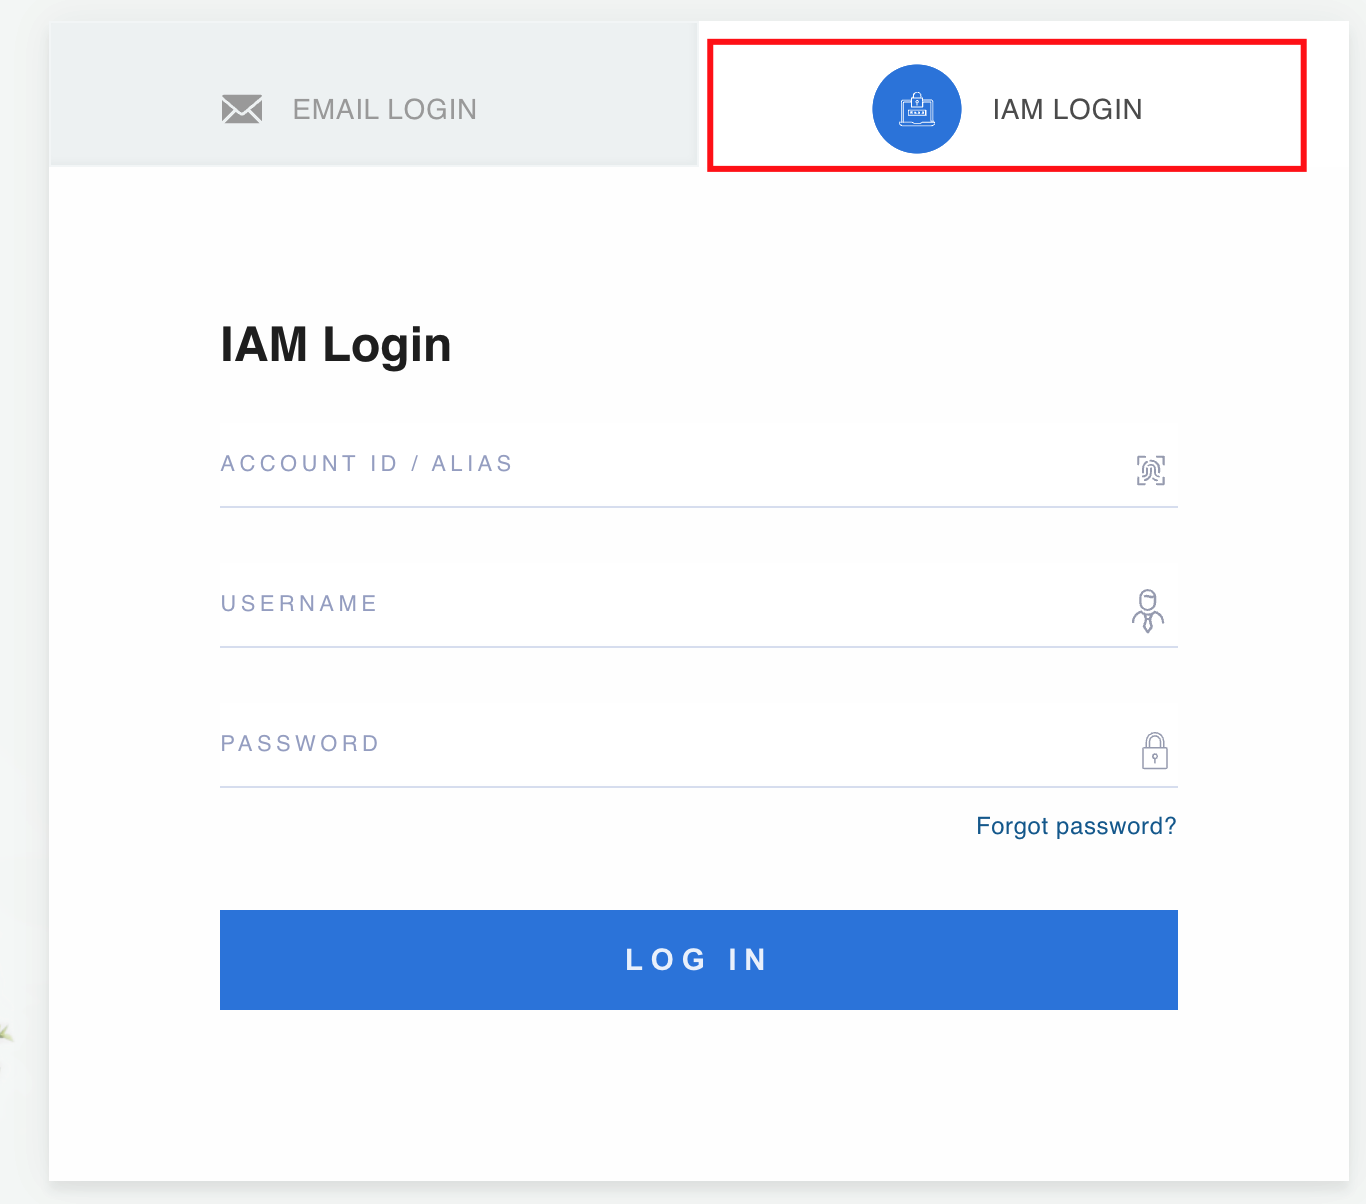 EMAIL LOGIN
IAM LOGIN
IAM Login
ACCOUNT ID / ALIAS
USERNAME
PASSWORD
Forgot password?
LOG IN